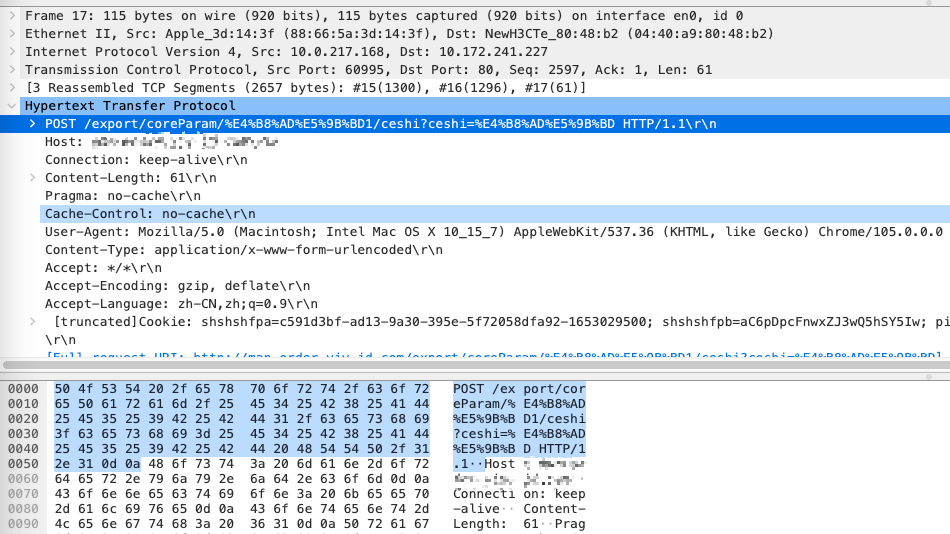 Frame 17: 115 bytes on wire (920 bits), 115 bytes captured (920 bits) on interface en0, id 0
Ethernet II, Src: Apple_3d:14:3f (88:66:5a:3d:14:3f), Dst: NewH3CTe_80:48:b2 (04:40:a9:80:48:b2)
Internet Protocol Version 4, Src: 10.0.217.168, Dst: 10.172.241.227
Transmission Control Protocol, Src Port: 60995, Dst Port: 80, Seq: 2597, Ack: 1, Len: 61
[3 Reassembled TCP Segments (2657 bytes): #15(1300), #16(1296), #17(61)]
Hypertext Transfer Protocol
POST /export/coreParam/%E4%B8%AD%E5%9B%BD1/ceshi?ceshi=%E4%B8%AD%E5%9B%BD HTTP/1.1\r\n
Host:
Connection: keep-alive\r\n
Content-Length: 61\r\n
Pragma: no-cache\r\n
Cache-Control: no-cache\r\n
User-Agent: Mozilla/5.0 (Macintosh; Intel Mac OS X 10_15_7) AppleWebKit/537.36 (KHTML, like Gecko) Chrome/105.0.0.0
Content-Type: application/x-www-form-urlencoded\r\n
Accept: */*\r\n
Accept-Encoding: gzip, deflate\r\n
Accept-Language: zh-CN,zh;q=0.9\r\n
[truncated]Cookie: shshshfpa=c591d3bf-ad13-9a30-395e-5f72058dfa92-1653029500; shshshfpb=aC6pDpcFnwxZJ3wQ5hSY5Iw; pi
\r\n
0000 50 4f 53 54 20 2f 65 78 70 6f 72 74 2f 63 6f 72 POST /ex port/cor
0010 65 50 61 72 61 6d 2f 25 45 34 25 42 38 25 41 44 eParam/% E4%B8%AD
0020 25 45 35 25 39 42 25 42 44 31 2f 63 65 73 68 69 %E5%9B%B D1/ceshi
0030 3f 63 65 73 68 69 3d 25 45 34 25 42 38 25 41 44 ?ceshi=% E4%B8%AD
0040 25 45 35 25 39 42 25 42 44 20 48 54 54 50 2f 31 %E5%9B%B D HTTP/1
0050 2e 31 0d 0a 48 6f 73 74 3a 20 6d 61 6e 2d 6f 72 .1··Host
0060 64 65 72 2e 79 6a 79 2e 6a 64 2e 63 6f 6d 0d 0a
0070 43 6f 6e 6e 65 63 74 69 6f 6e 3a 20 6b 65 65 70 Connecti on: keep
0080 2d 61 6c 69 76 65 0d 0a 43 6f 6e 74 65 6e 74 2d -alive·· Content-
0090 4c 65 6e 67 74 68 3a 20 36 31 0d 0a 50 72 61 67 Length: 61··Prag